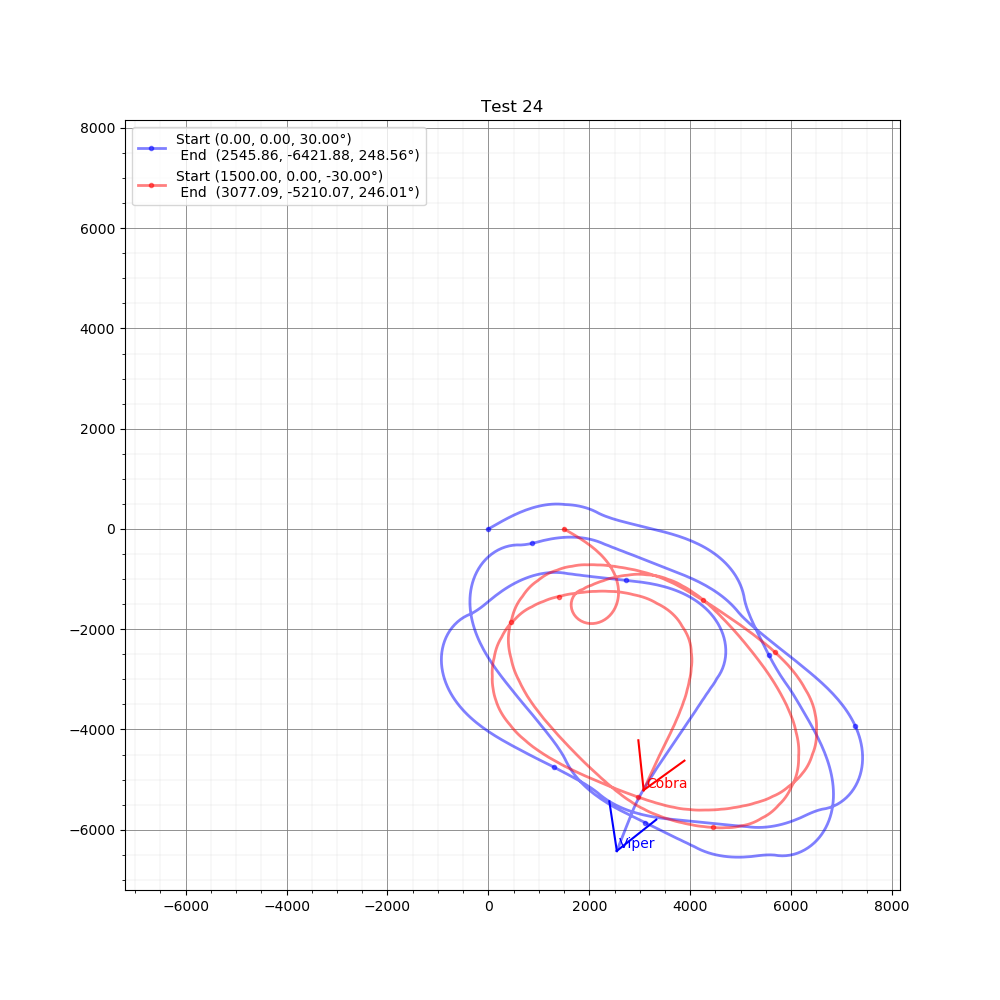 Test 24
Start (0.00, 0.00, 30.00°)
End (2545.86, -6421.88, 248.56°)
Start (1500.00, 0.00, -30.00°)
End (3077.09, -5210.07, 246.01°)
8000
6000
4000
2000
0
−2000
−4000
−6000
Cobra
Viper
−6000 −4000 −2000 0 2000 4000 6000 8000